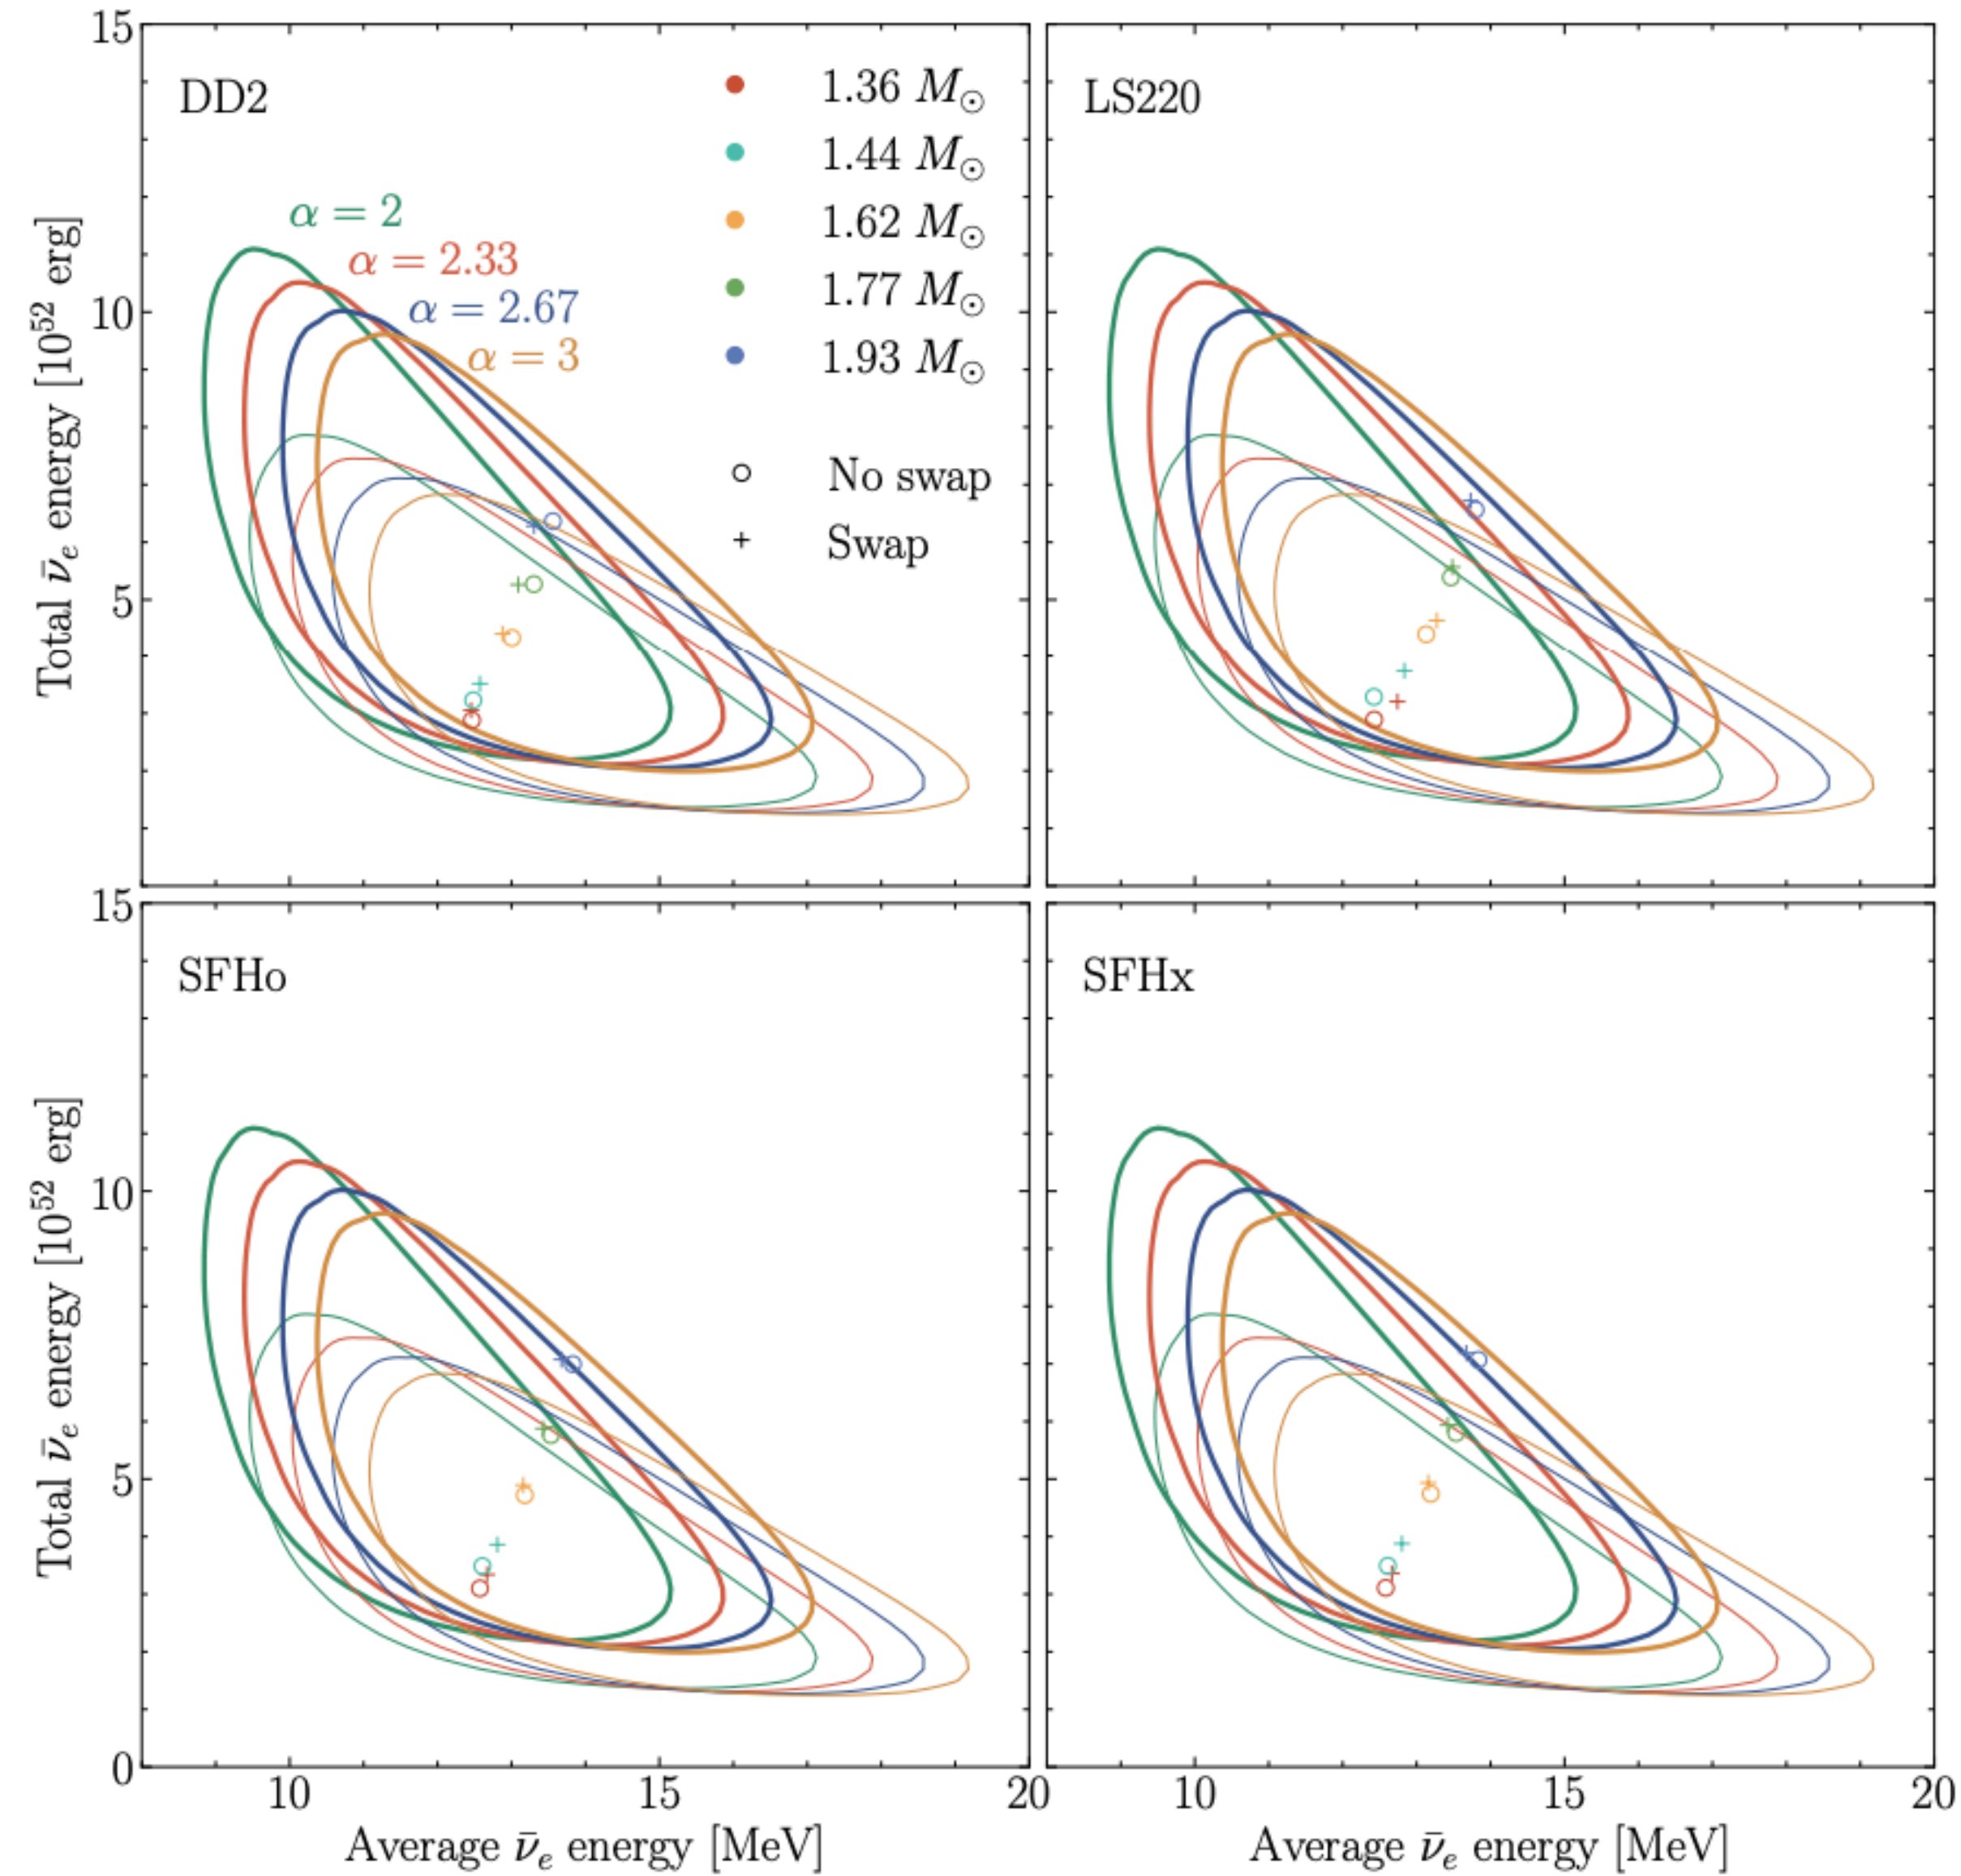 15
DD2
LS220
1.36 M⊙
1.44 M⊙
1.62 M⊙
1.77 M⊙
1.93 M⊙
No swap
Swap
α = 2
α = 2.33
α = 2.67
α = 3
10
5
Total ν̄ₑ energy [10⁵² erg]
15
SFHo
SFHx
10
5
0
Total ν̄ₑ energy [10⁵² erg]
10
15
20
10
15
20
Average ν̄ₑ energy [MeV]
Average ν̄ₑ energy [MeV]